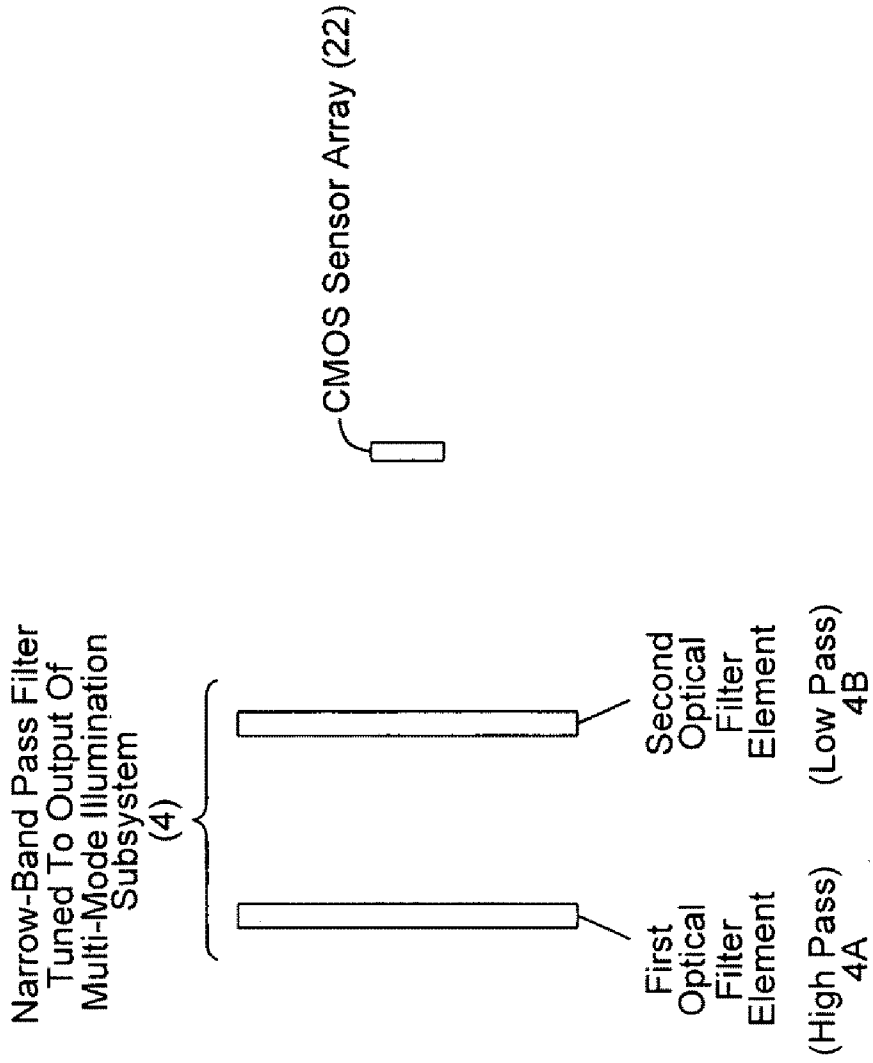 Narrow-Band Pass Filter
Tuned To Output Of
Multi-Mode Illumination
Subsystem
(4)
CMOS Sensor Array (22)
First
Optical
Filter
Element
(High Pass)
4A
Second
Optical
Filter
Element
(Low Pass)
4B